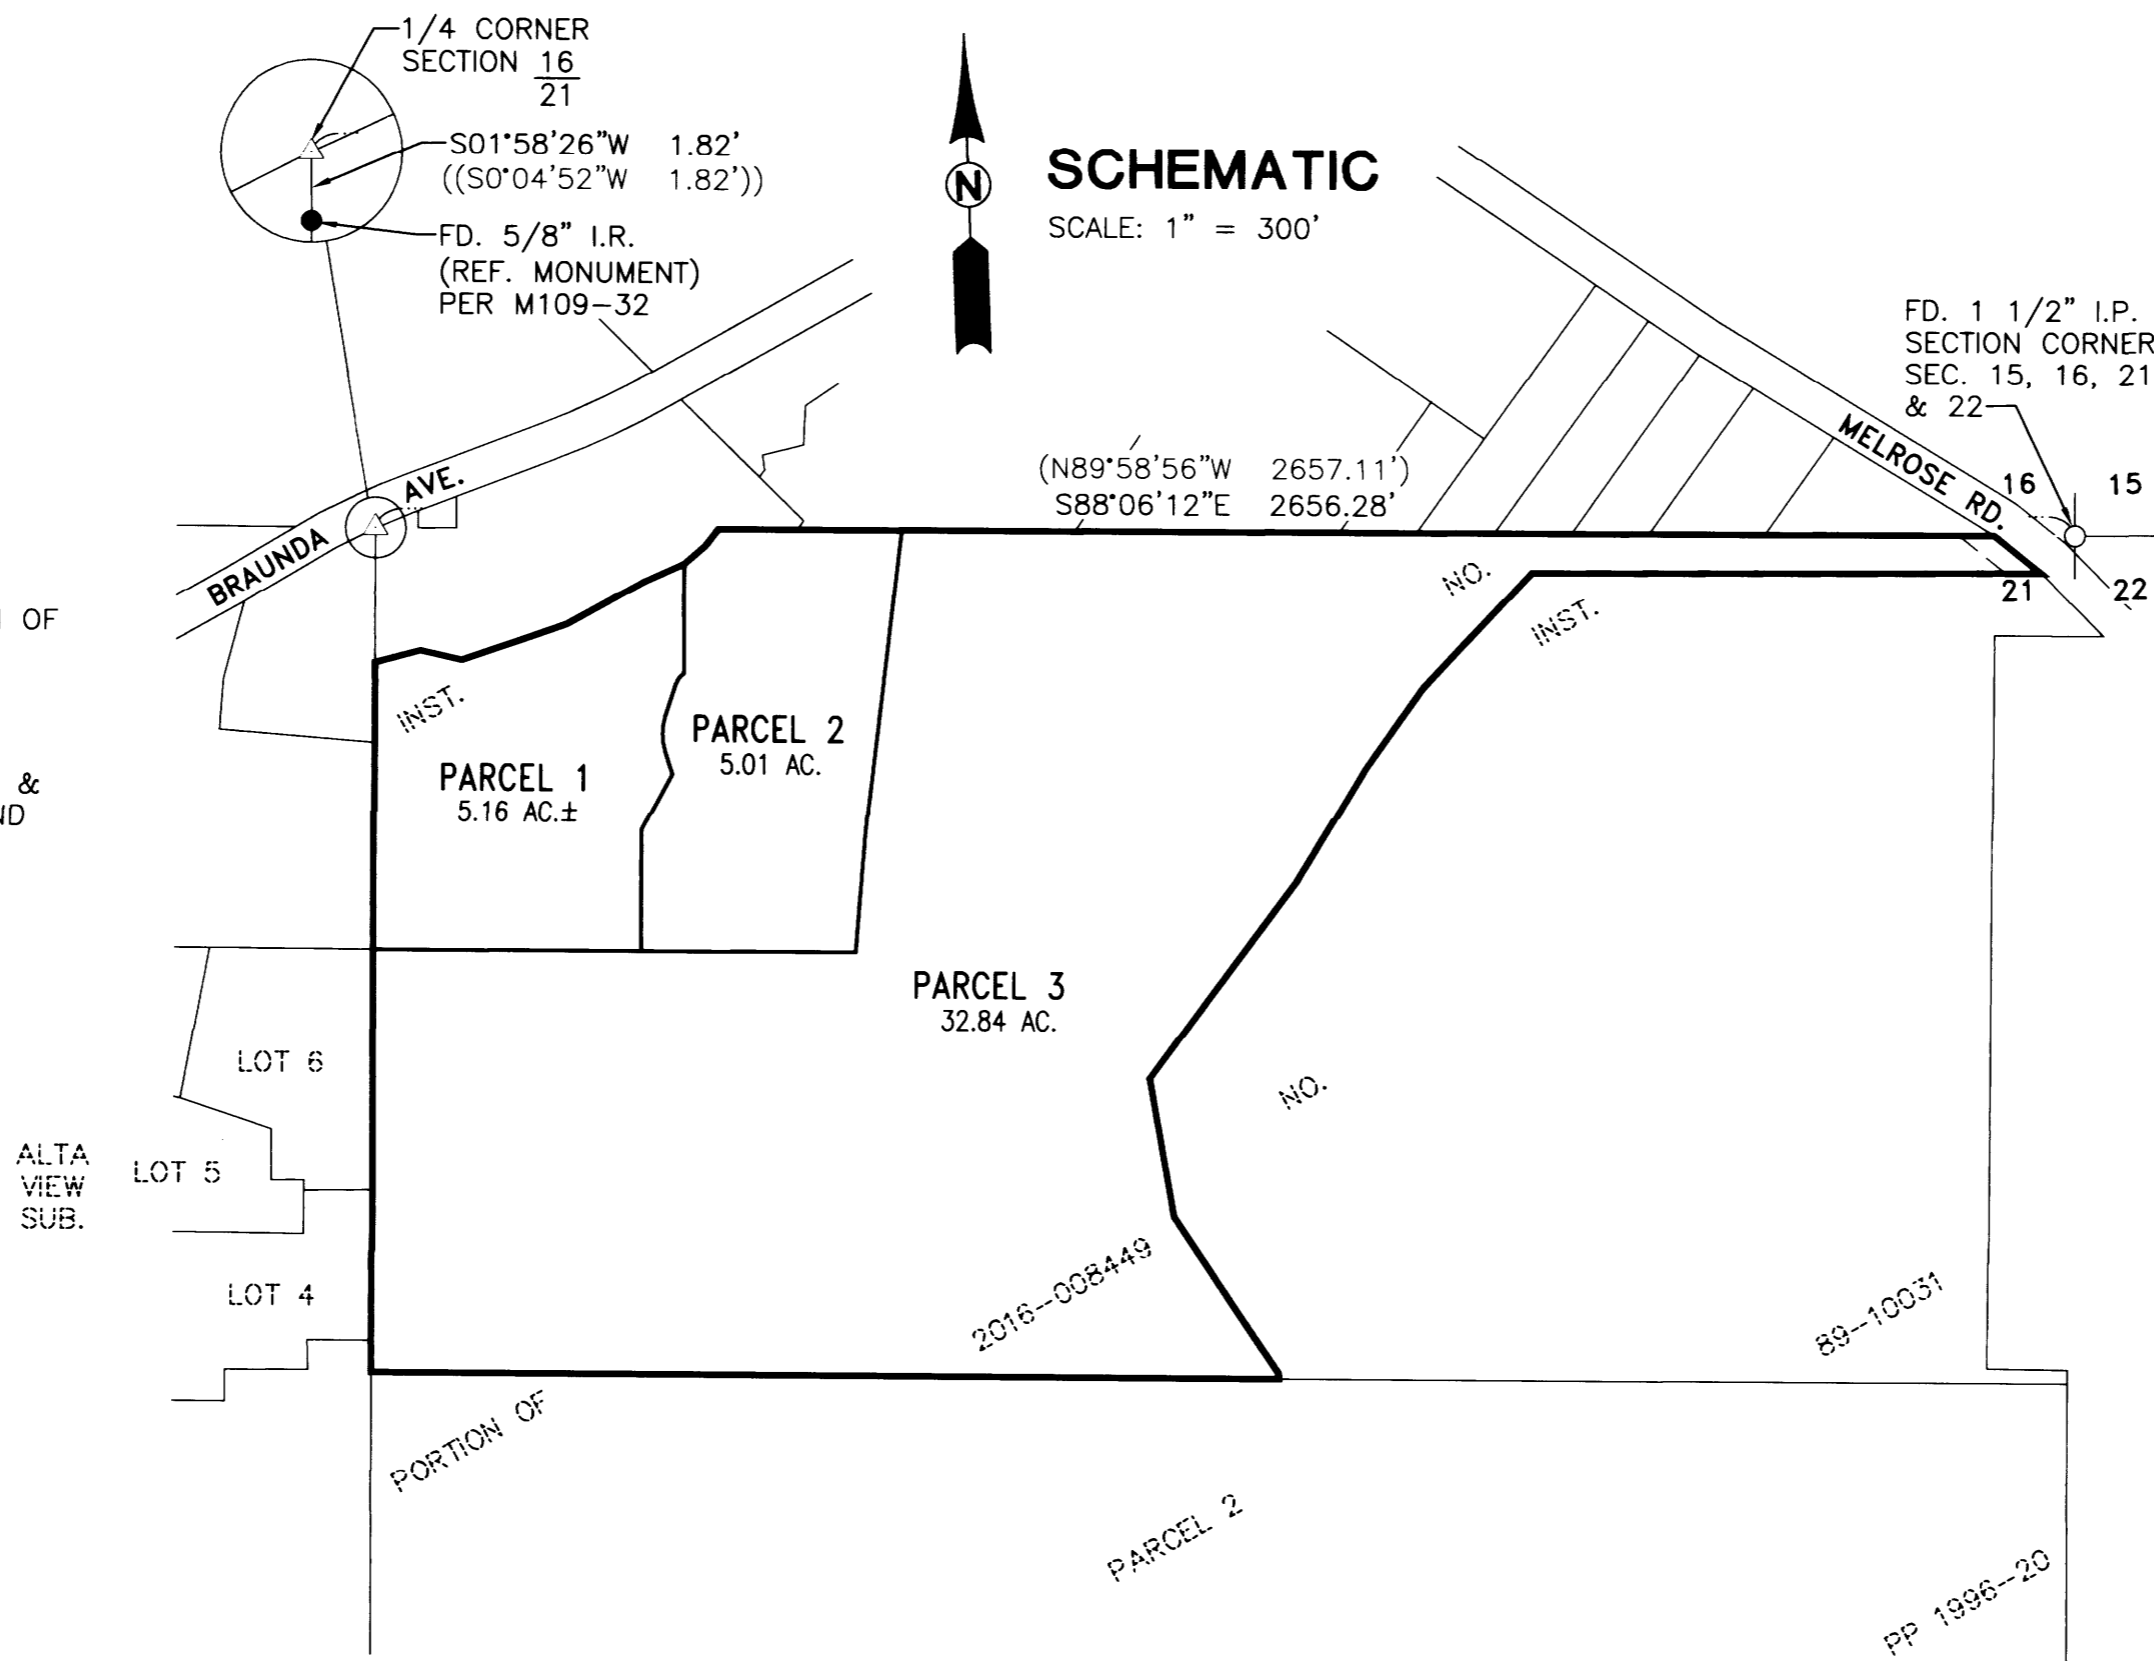 1/4 CORNER
SECTION 16
21
S01°58'26"W 1.82'
((S0°04'52"W 1.82'))
FD. 5/8" I.R.
(REF. MONUMENT)
PER M109-32
N
SCHEMATIC
SCALE: 1" = 300'
FD. 1 1/2" I.P.
SECTION CORNER
SEC. 15, 16, 21
& 22
MELROSE RD.
16 15
21 22
(N89°58'56"W 2657.11')
S88°06'12"E 2656.28'
BRAUNDA AVE.
OF
&
ND
INST.
NO.
INST.
NO.
PARCEL 1
5.16 AC.±
PARCEL 2
5.01 AC.
PARCEL 3
32.84 AC.
LOT 6
ALTA
VIEW
SUB.
LOT 5
LOT 4
2016-008449
89-10031
PORTION OF
PARCEL 2
PP 1996-20